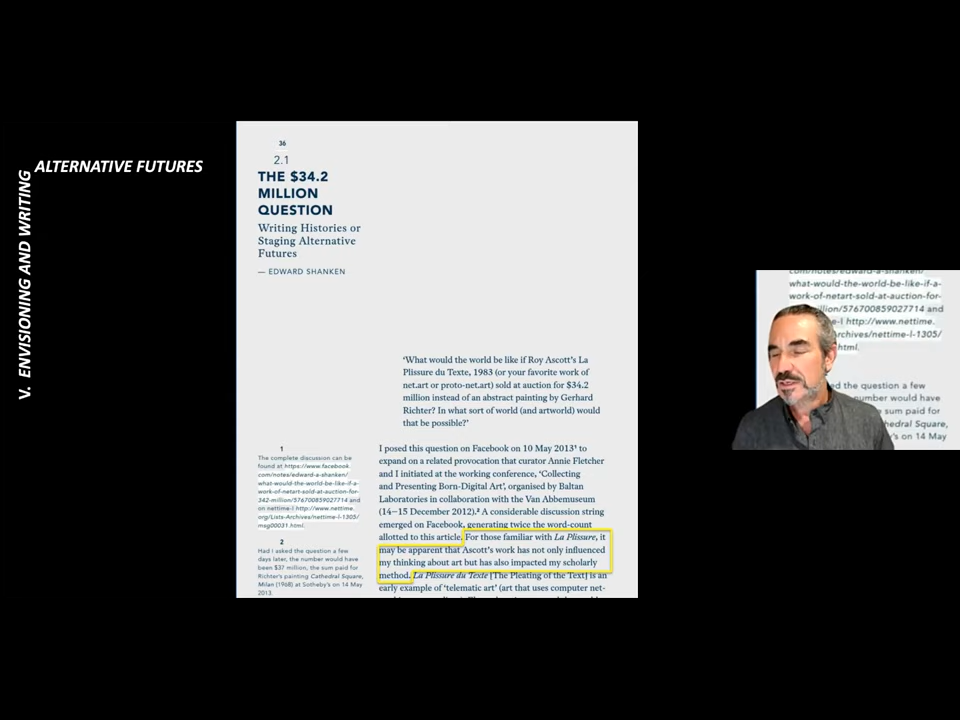 V. ENVISIONING AND WRITING
ALTERNATIVE FUTURES
36
2.1
THE $34.2
MILLION
QUESTION
Writing Histories or
Staging Alternative
Futures
— EDWARD SHANKEN
‘What would the world be like if Roy Ascott’s La
Plissure du Texte, 1983 (or your favorite work of
net.art or proto-net.art) sold at auction for $34.2
million instead of an abstract painting by Gerhard
Richter? In what sort of world (and artworld) would
that be possible?’
I posed this question on Facebook on 10 May 2013¹ to
expand on a related provocation that curator Annie Fletcher
and I initiated at the working conference, ‘Collecting
and Presenting Born-Digital Art’, organised by Baltan
Laboratories in collaboration with the Van Abbemuseum
(14–15 December 2012).² A considerable discussion string
emerged on Facebook, generating twice the word-count
allotted to this article. For those familiar with La Plissure, it
may be apparent that Ascott’s work has not only influenced
my thinking about art but has also impacted my scholarly
method. La Plissure du Texte [The Pleating of the Text] is an
early example of ‘telematic art’ (art that uses computer net-
1
The complete discussion can be
found at https://www.facebook.
com/notes/edward-a-shanken/
what-would-the-world-be-like-if-a-
work-of-netart-sold-at-auction-for-
342-million/576700859027714 and
on nettime-l http://www.nettime.
org/Lists-Archives/nettime-l-1305/
msg00031.html.
2
Had I asked the question a few
days later, the number would have
been $37 million, the sum paid for
Richter’s painting Cathedral Square,
Milan (1968) at Sotheby’s on 14 May
2013.
com/notes/edward-a-shanken/
what-would-the-world-be-like-if-a-
work-of-netart-sold-at-auction-for-
million/576700859027714 and
e-l http://www.nettime.
rchives/nettime-l-1305/
html.
ed the question a few
number would have
e sum paid for
hedral Square,
y’s on 14 May